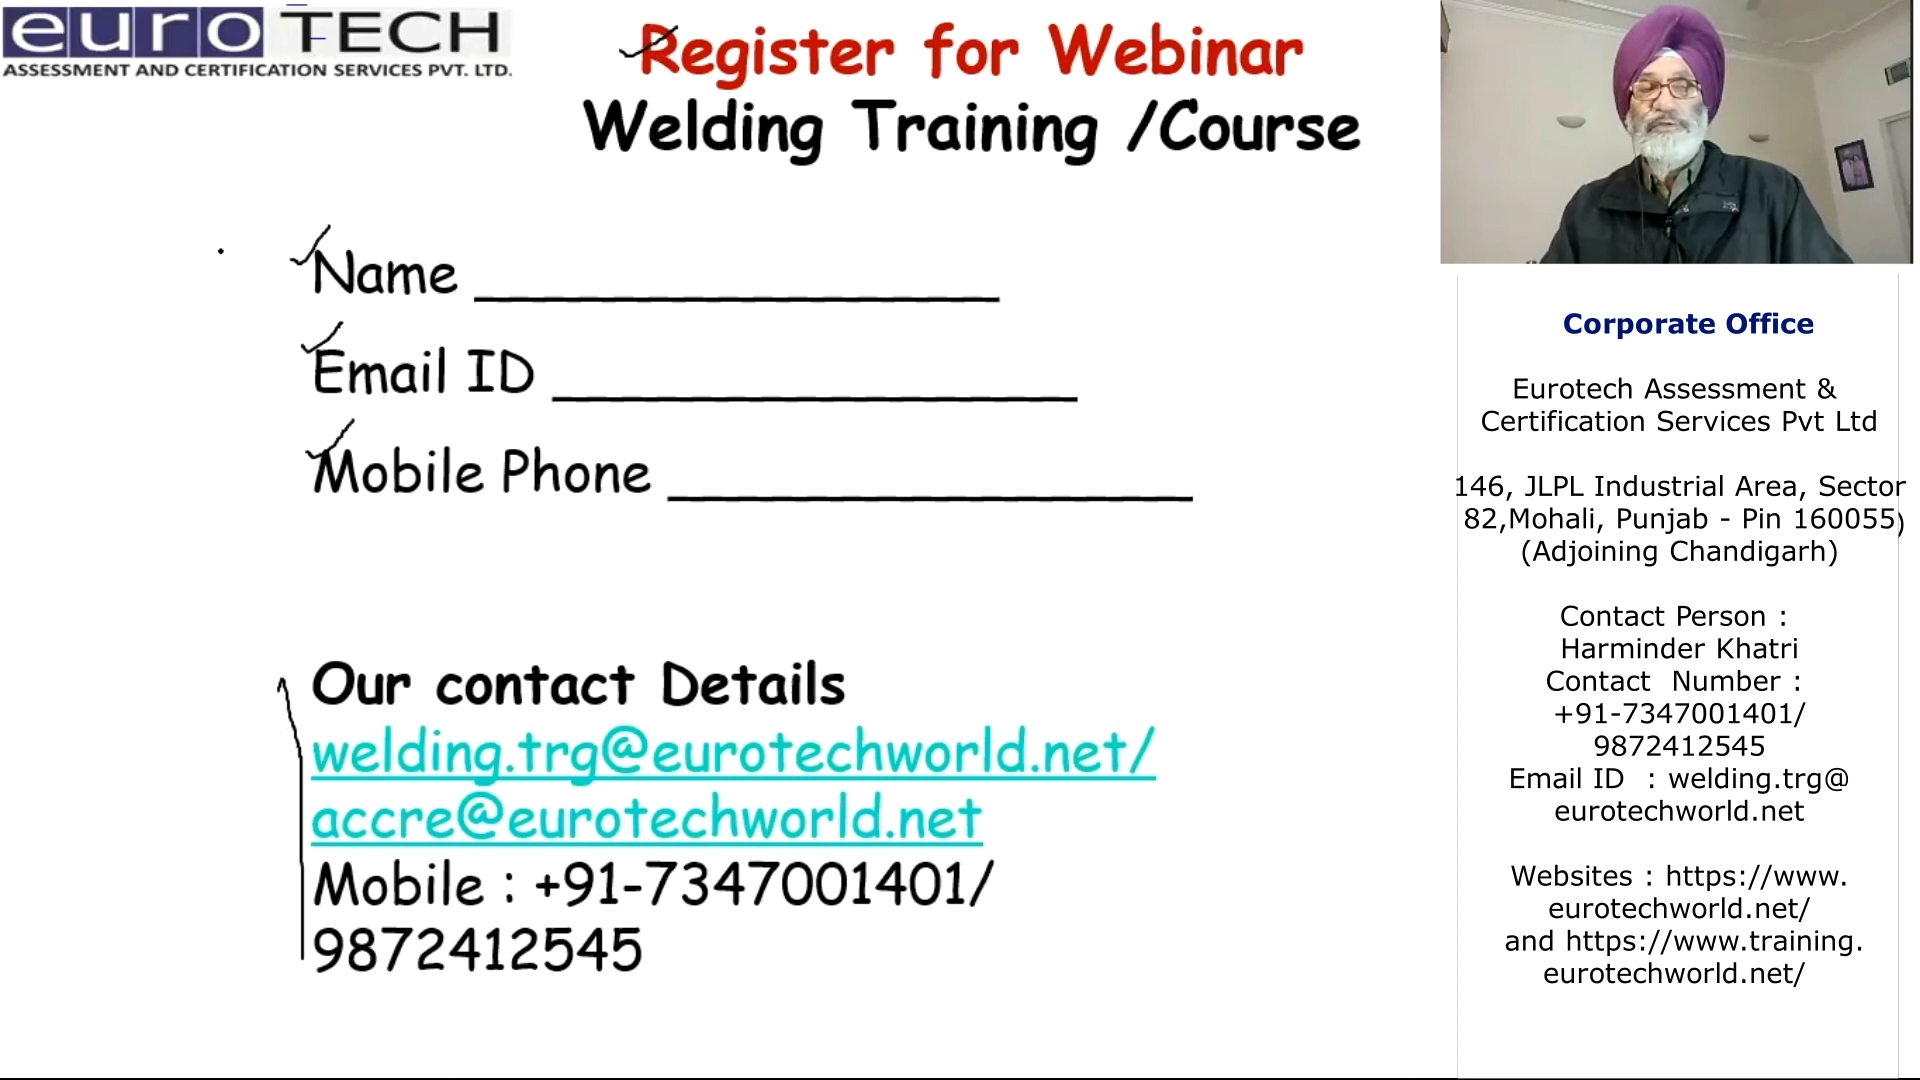 euro TECH
ASSESSMENT AND CERTIFICATION SERVICES PVT. LTD.
Register for Webinar
Welding Training /Course
Name _______________
Email ID _______________
Mobile Phone _______________
Our contact Details
welding.trg@eurotechworld.net/
accre@eurotechworld.net
Mobile : +91-7347001401/
9872412545
Corporate Office
Eurotech Assessment &
Certification Services Pvt Ltd
146, JLPL Industrial Area, Sector
82,Mohali, Punjab - Pin 160055)
(Adjoining Chandigarh)
Contact Person :
Harminder Khatri
Contact Number :
+91-7347001401/
9872412545
Email ID : welding.trg@
eurotechworld.net
Websites : https://www.
eurotechworld.net/
and https://www.training.
eurotechworld.net/